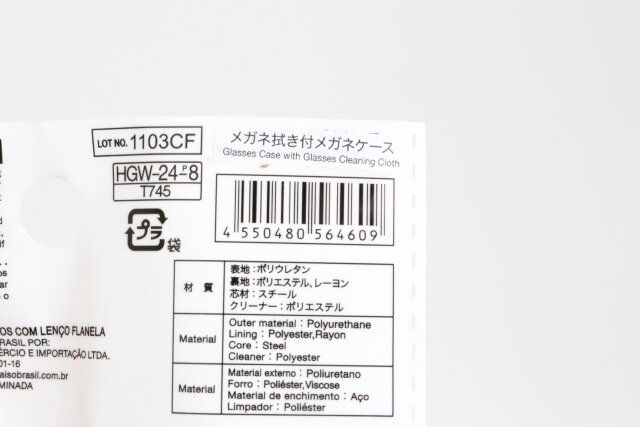 LOT NO. 1103CF
メガネ拭き付メガネケース
Glasses Case with Glasses Cleaning Cloth
HGW-24-P8
T745
プラ
袋
4 550480 564609
材質
表地：ポリウレタン
裏地：ポリエステル、レーヨン
芯材：スチール
クリーナー：ポリエステル
Material
Outer material : Polyurethane
Lining : Polyester,Rayon
Core : Steel
Cleaner : Polyester
Material
Material externo : Poliuretano
Forro : Poliéster,Viscose
Material de enchimento : Aço
Limpador : Poliéster
OS COM LENÇO FLANELA
RASIL POR:
ÉRCIO E IMPORTAÇÃO LTDA.
01-16
aisobrasil.com.br
MINADA